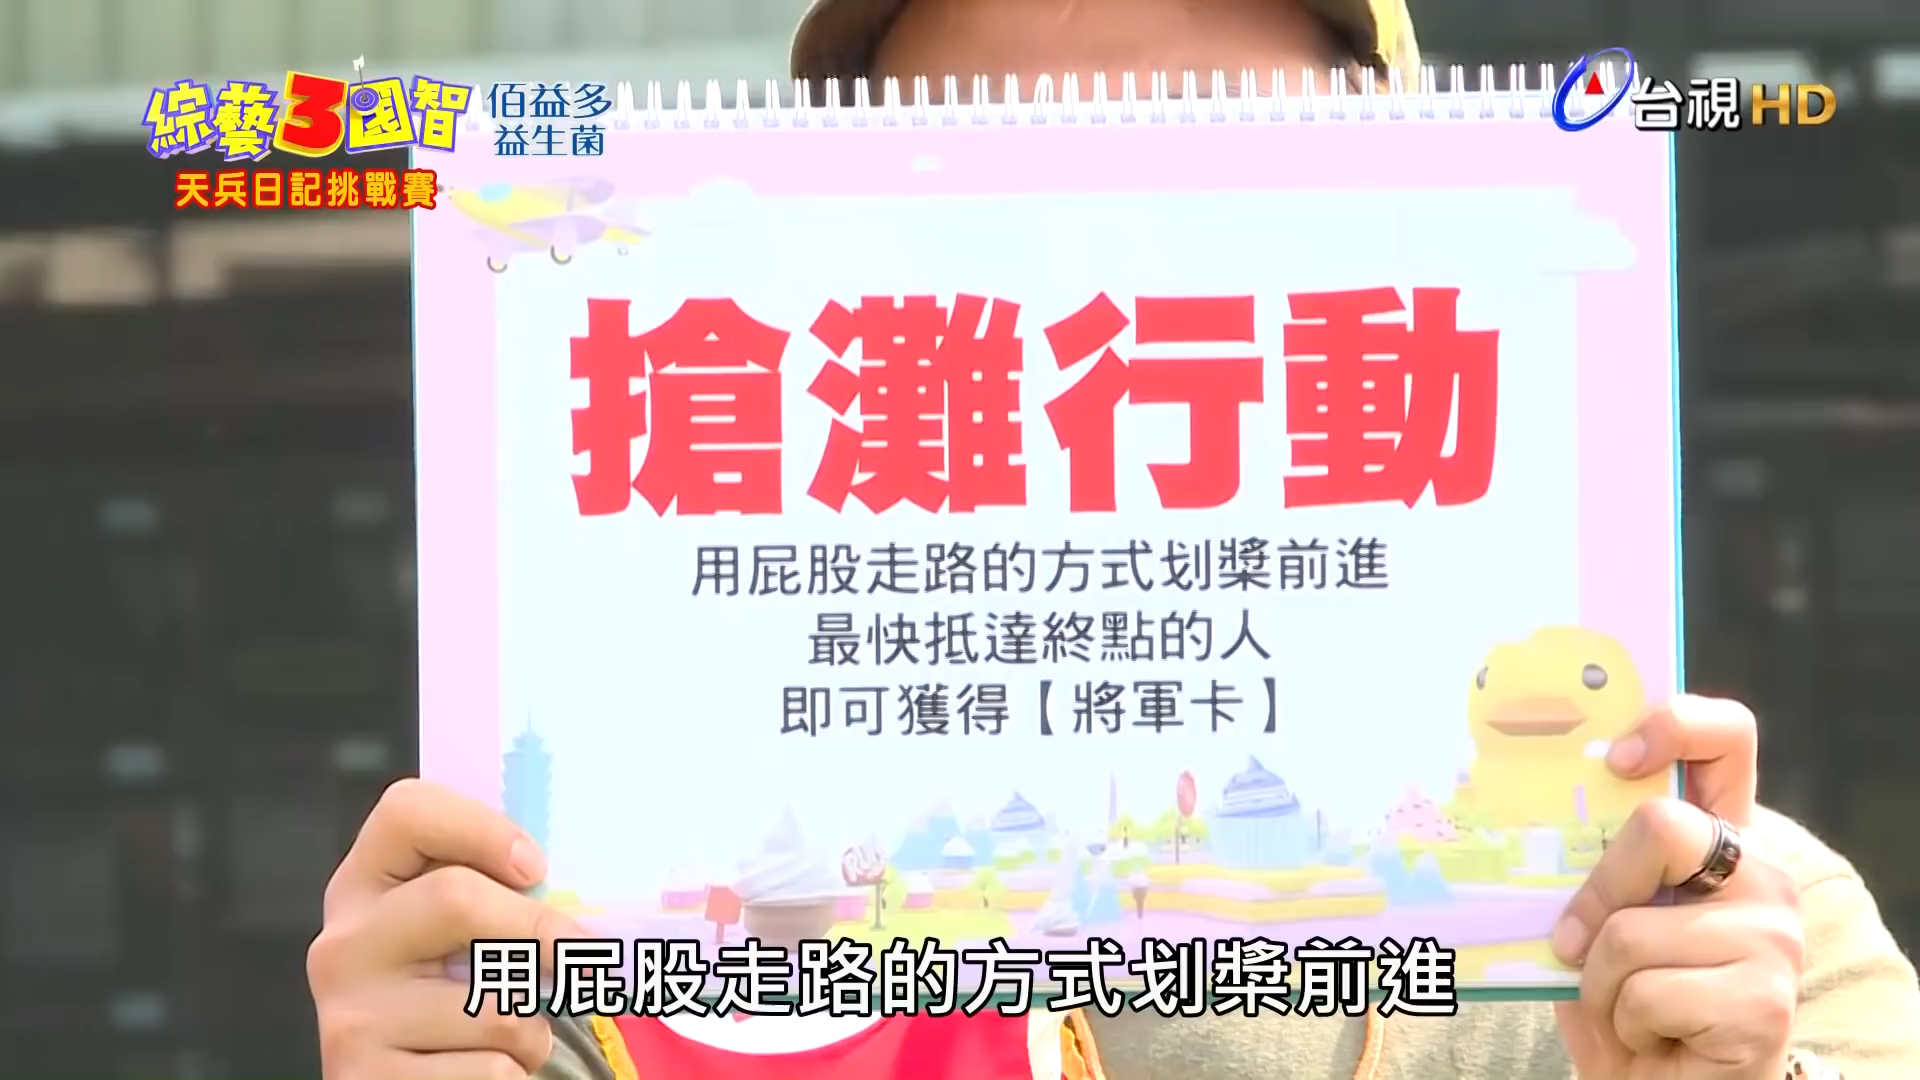 綜藝3國智
天兵日記挑戰賽
佰益多
益生菌
台視HD
搶灘行動
用屁股走路的方式划槳前進
最快抵達終點的人
即可獲得【將軍卡】
RUN
用屁股走路的方式划槳前進